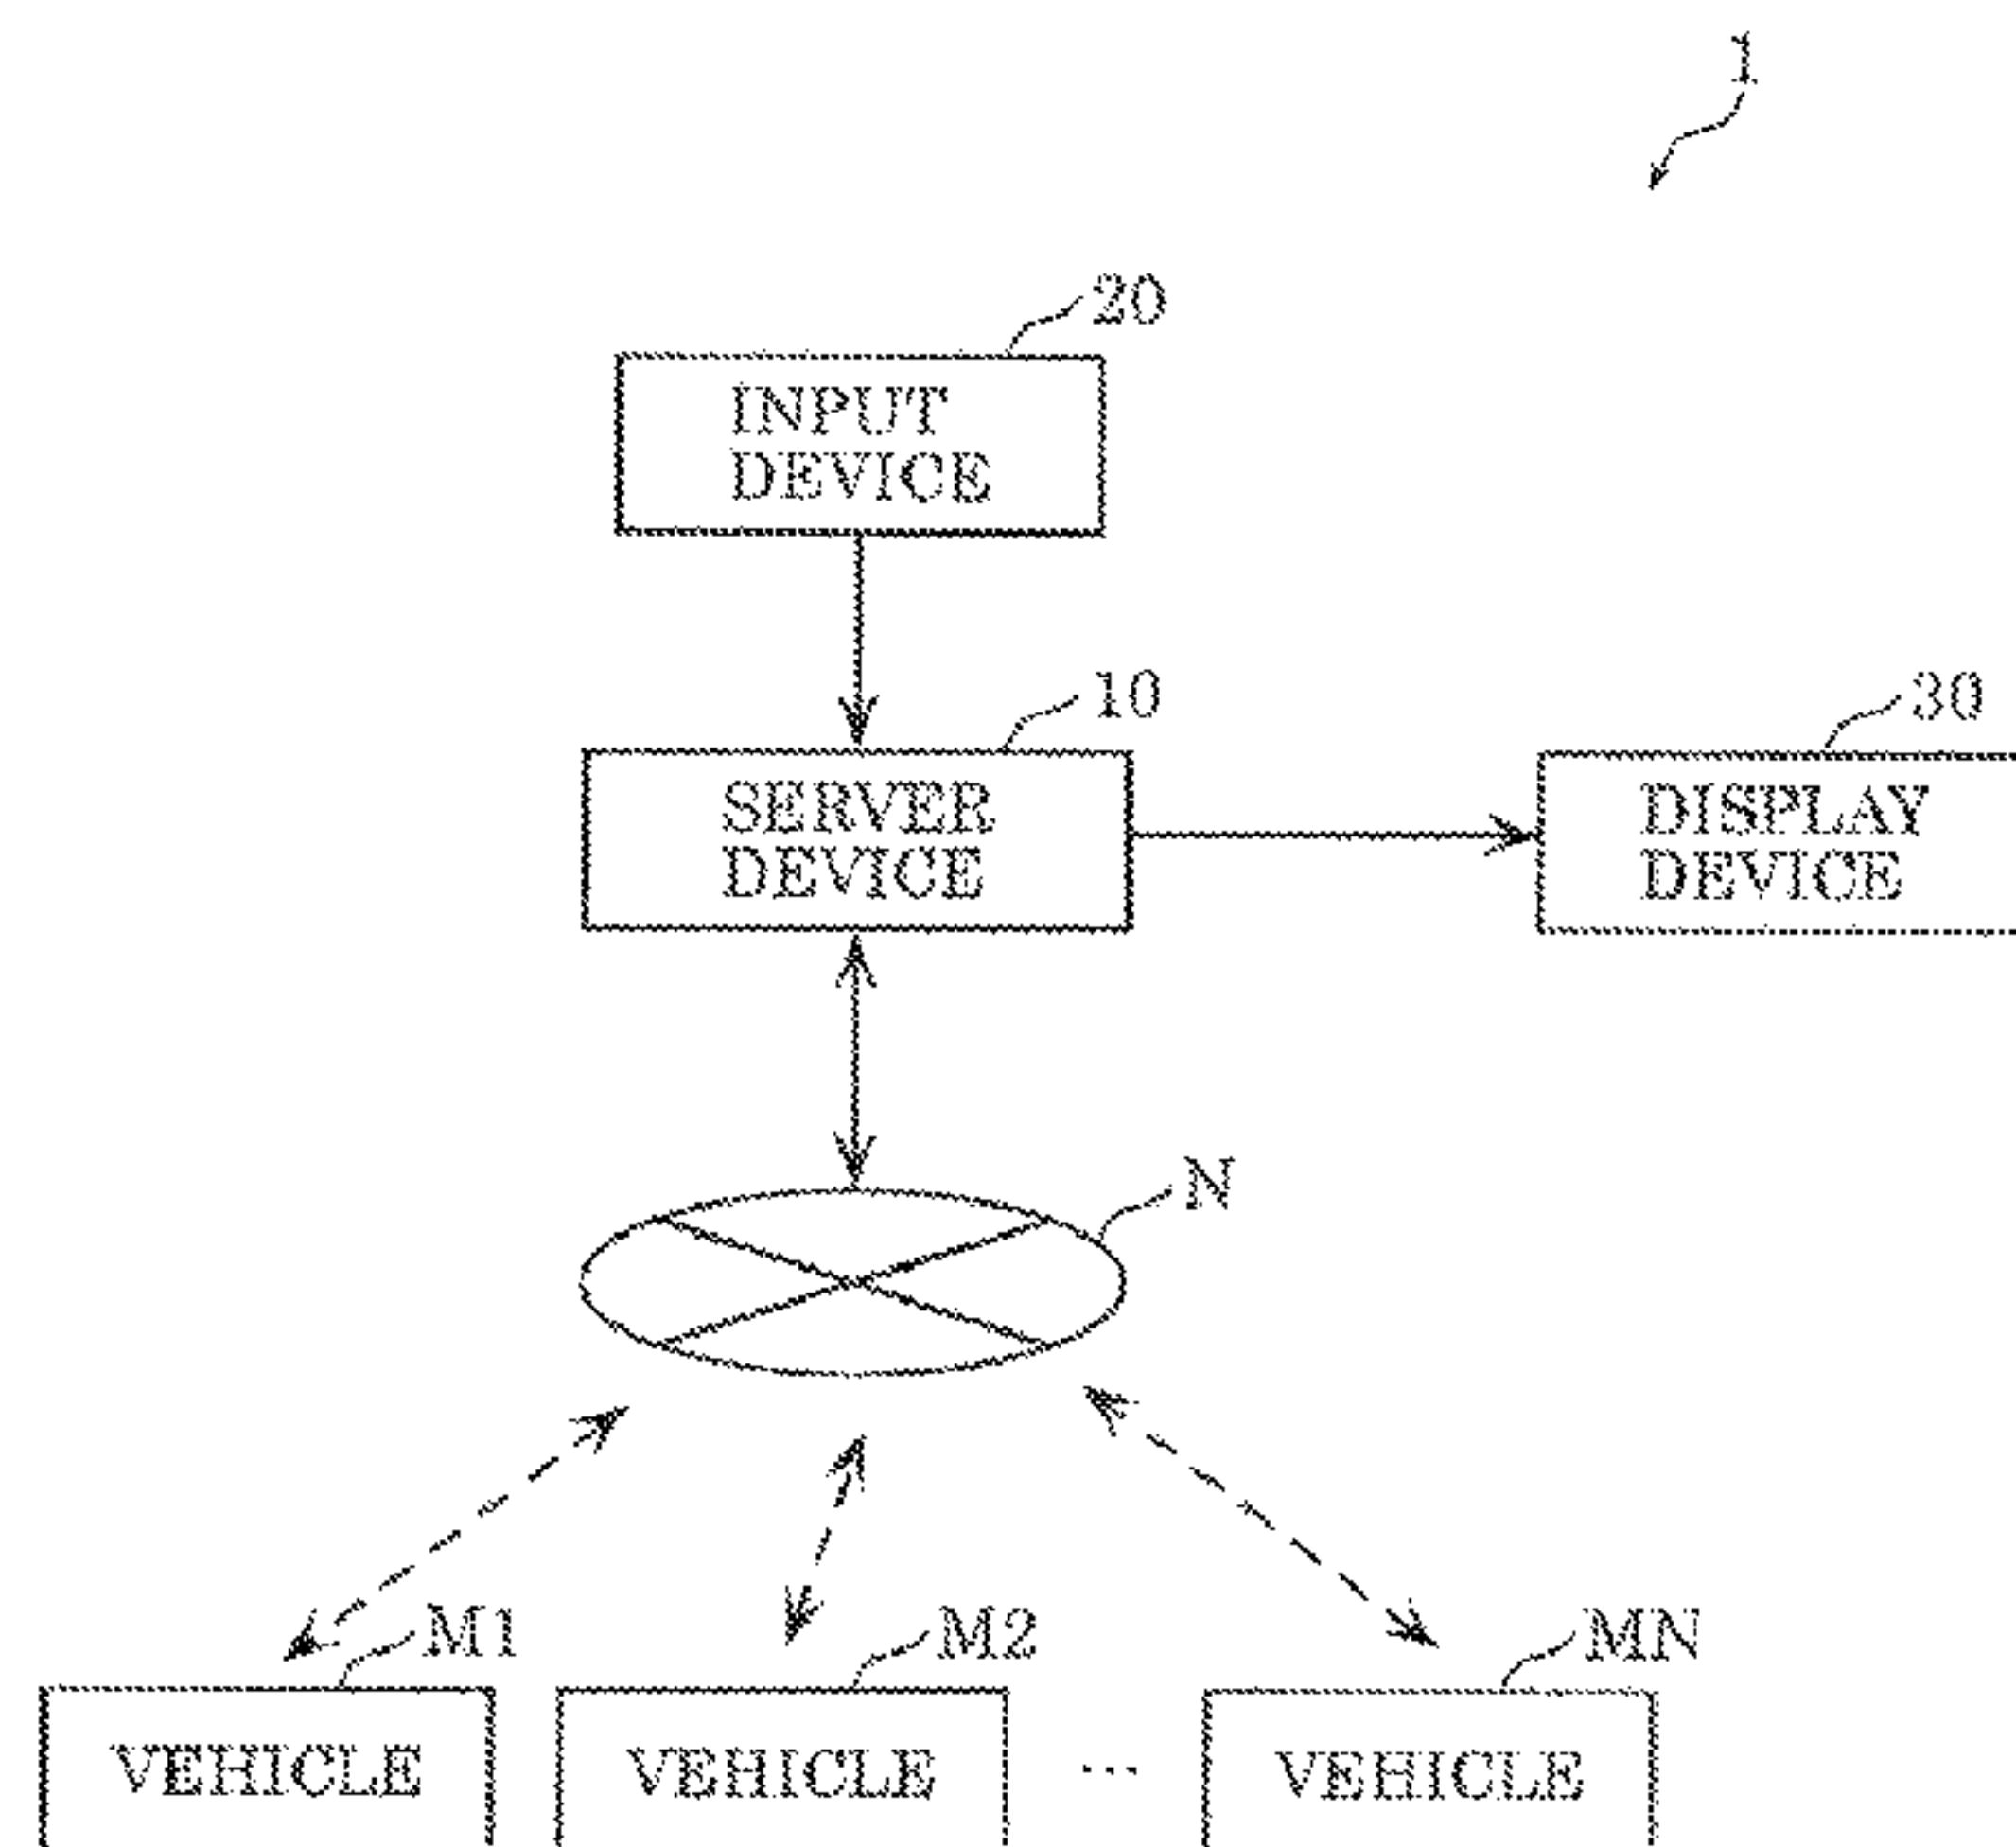 1
20
INPUT
DEVICE
10
30
SERVER
DEVICE
DISPLAY
DEVICE
N
M1
M2
MN
VEHICLE
VEHICLE
...
VEHICLE